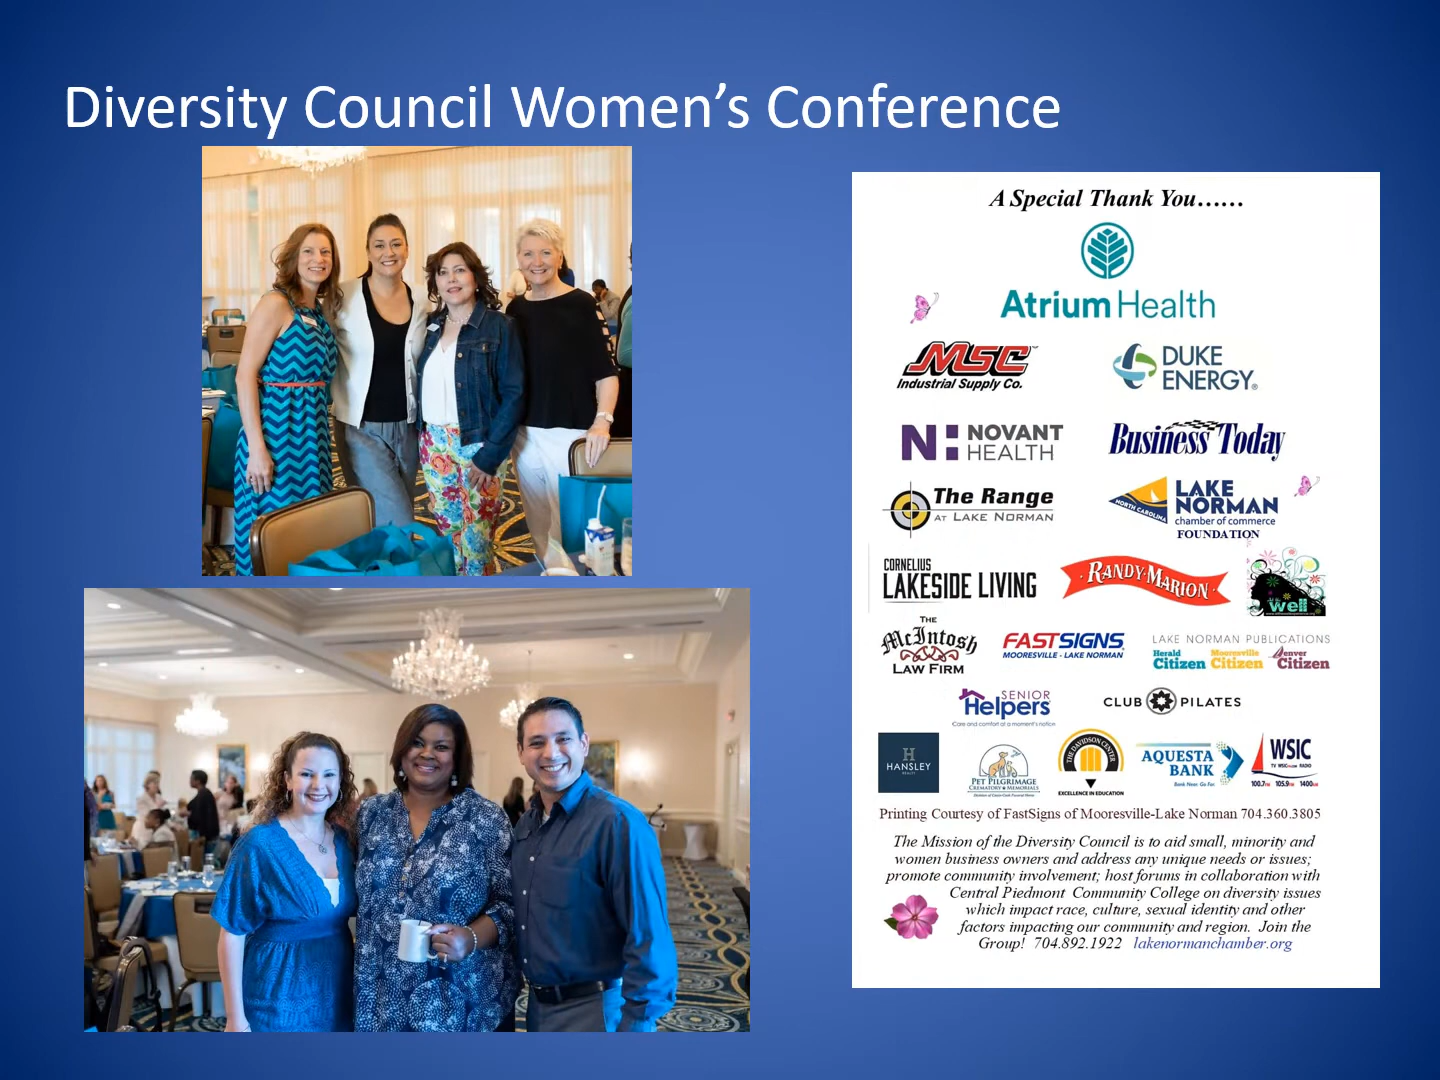 Diversity Council Women's Conference
A Special Thank You……
Atrium Health
MSC
Industrial Supply Co.
DUKE
ENERGY®
NOVANT
HEALTH
Business Today
The Range
AT LAKE NORMAN
NORTH CAROLINA
LAKE
NORMAN
chamber of commerce
FOUNDATION
CORNELIUS
LAKESIDE LIVING
RANDY MARION
well
THE
McIntosh
LAW FIRM
FASTSIGNS
MOORESVILLE - LAKE NORMAN
LAKE NORMAN PUBLICATIONS
Herald Mooresville Denver
Citizen Citizen Citizen
SENIOR
Helpers
Care and comfort at a moment's notice
CLUB PILATES
H
HANSLEY
REALTY
PET PILGRIMAGE
CREMATORY & MEMORIALS
THE DAVIDSON CENTER
EXCELLENCE IN EDUCATION
AQUESTA
BANK
Bank Near. Go Far.
WSIC
100.7 105.9 1400
Printing Courtesy of FastSigns of Mooresville-Lake Norman 704.360.3805
The Mission of the Diversity Council is to aid small, minority and
women business owners and address any unique needs or issues;
promote community involvement; host forums in collaboration with
Central Piedmont Community College on diversity issues
which impact race, culture, sexual identity and other
factors impacting our community and region. Join the
Group! 704.892.1922 lakenormanchamber.org